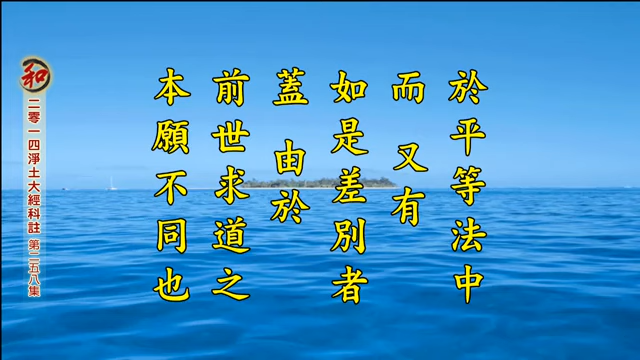 於平等法中
而 又有
如是差別者
蓋 由於
前世求道之
本願不同也
和
二零一四淨土大經科註 第二五八集